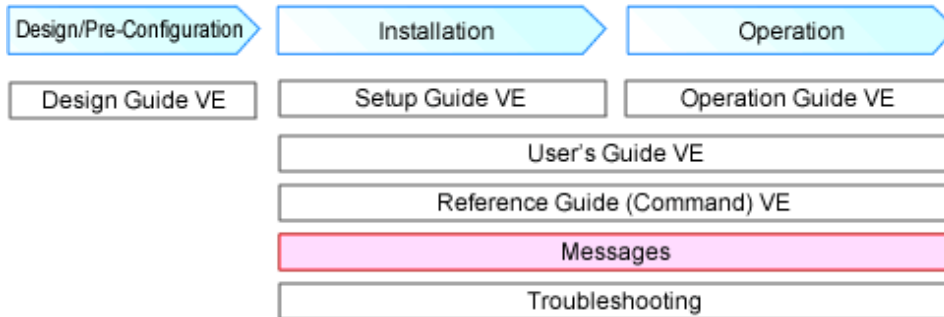 Design/Pre-Configuration
Installation
Operation
Design Guide VE
Setup Guide VE
Operation Guide VE
User's Guide VE
Reference Guide (Command) VE
Messages
Troubleshooting